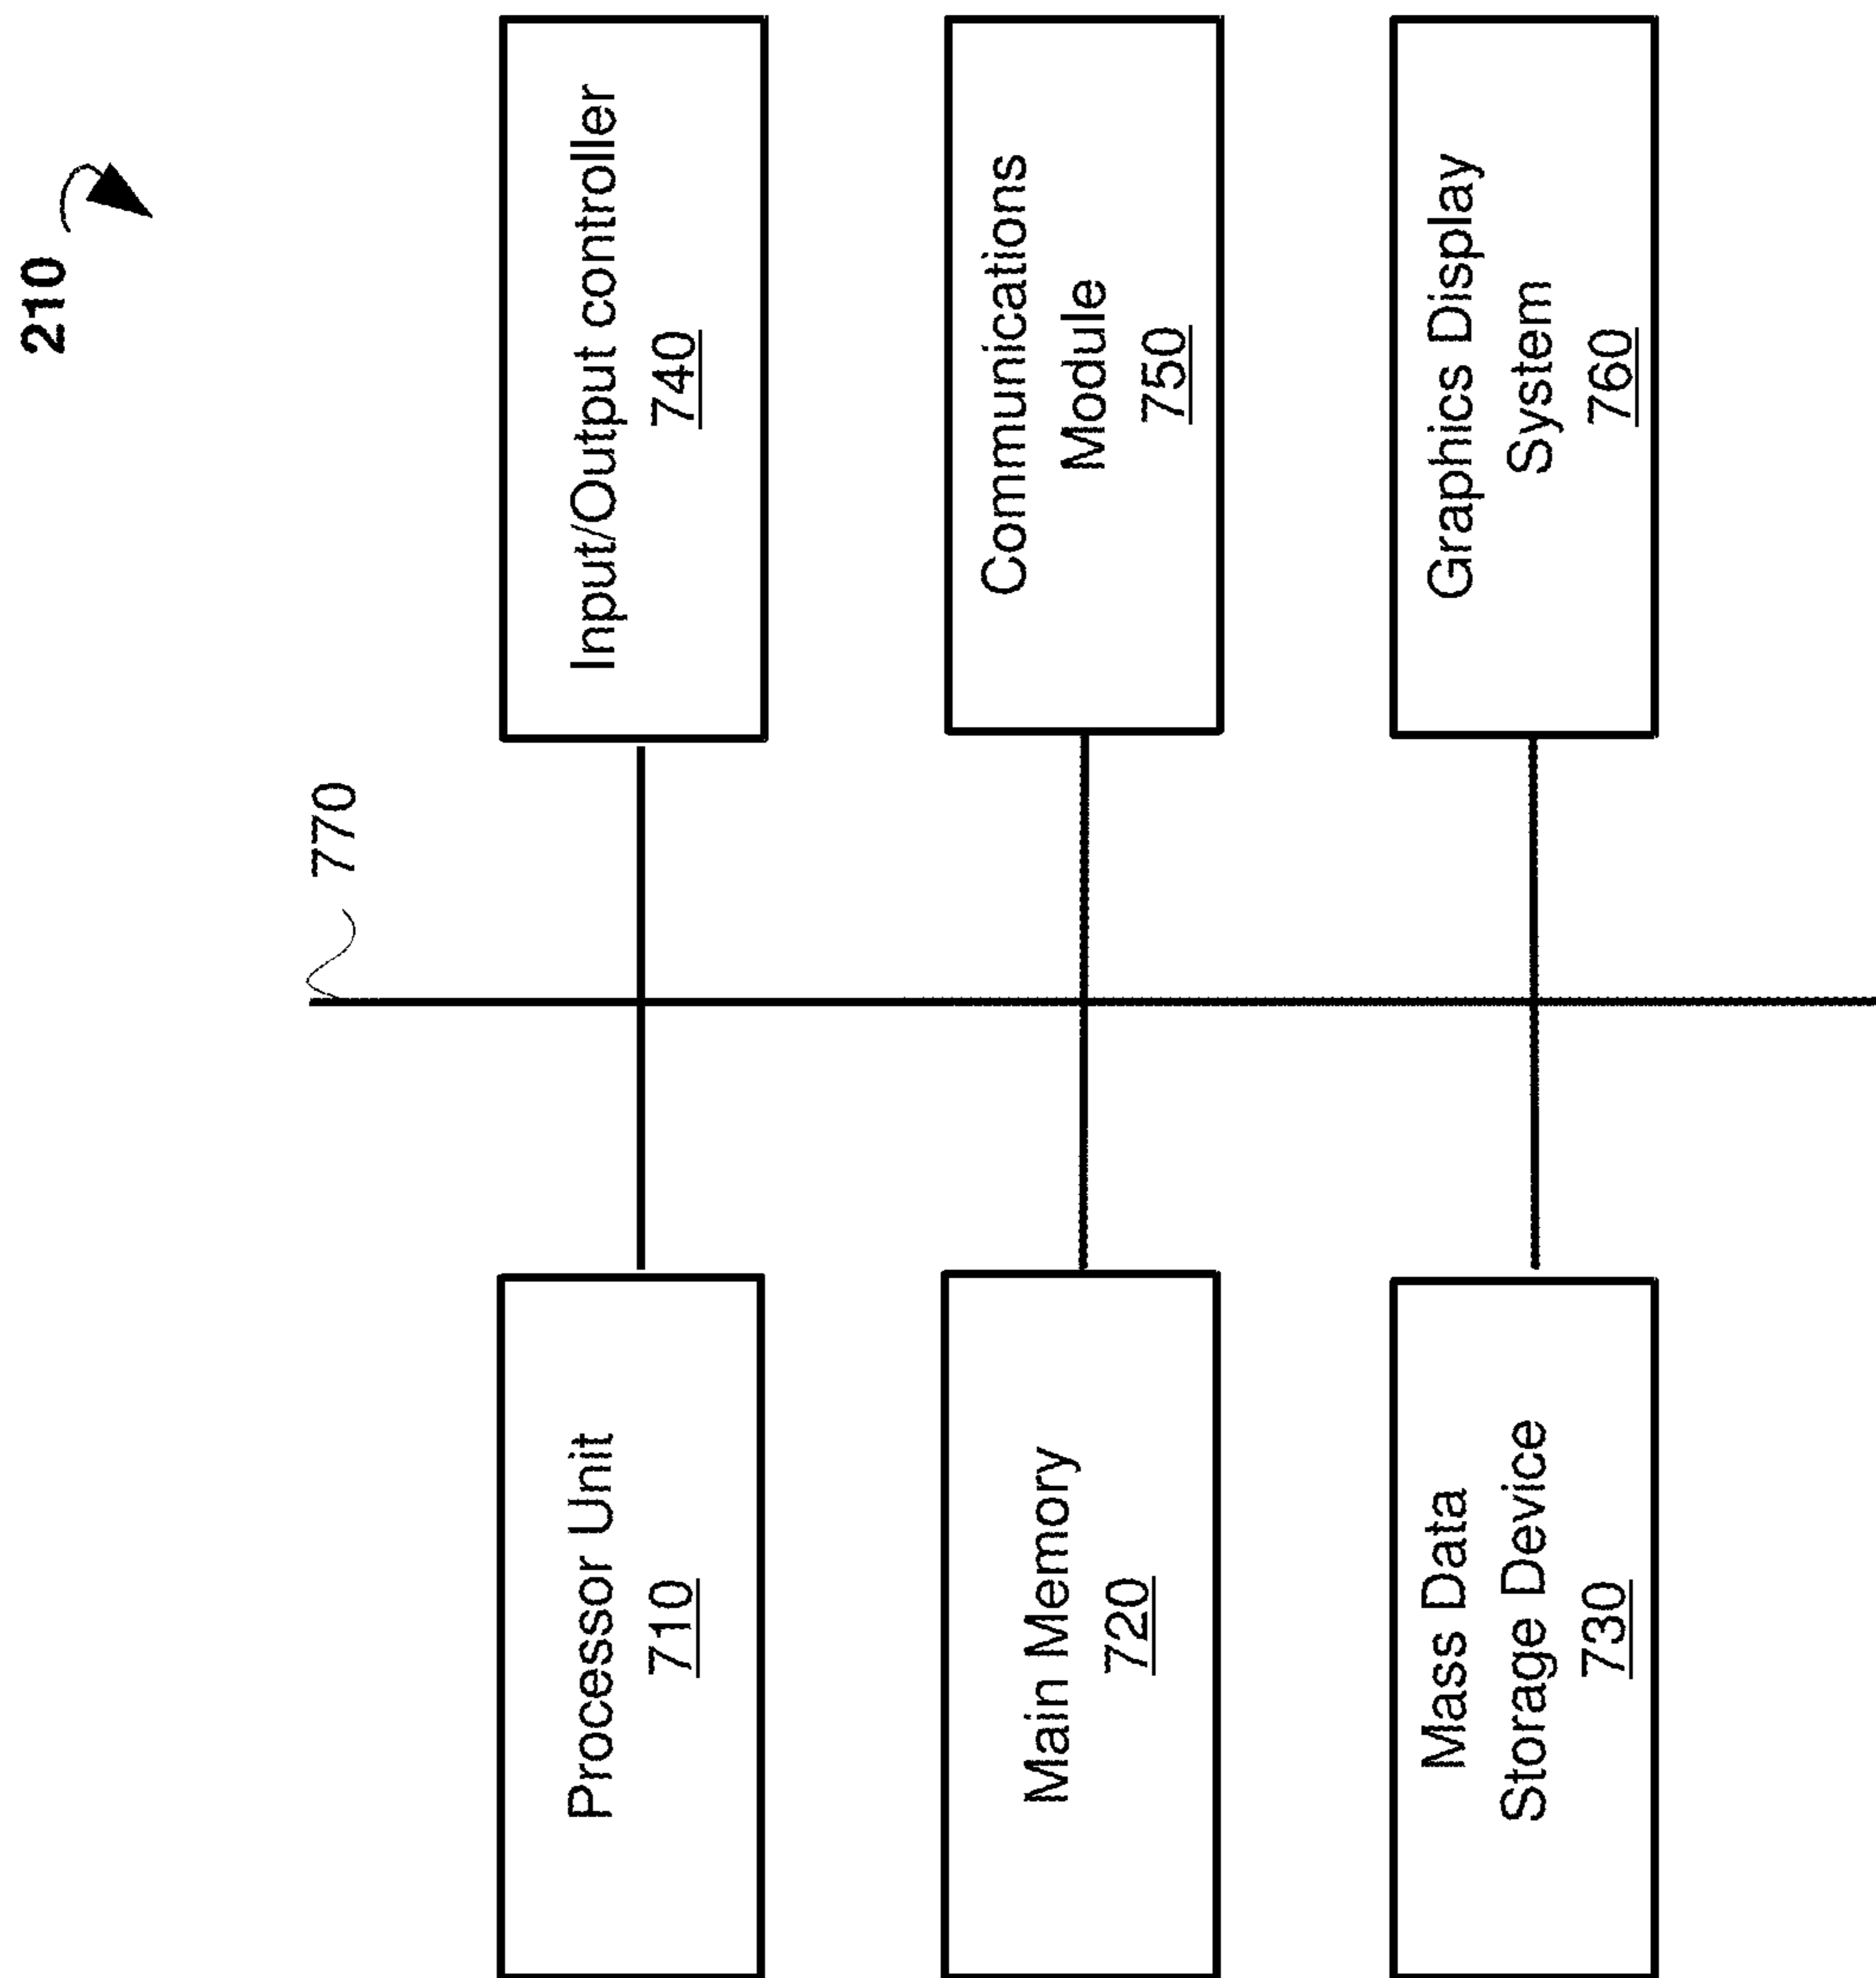 210
770
Processor Unit
710
Input/Output controller
740
Main Memory
720
Communications
Module
750
Mass Data
Storage Device
730
Graphics Display
System
760